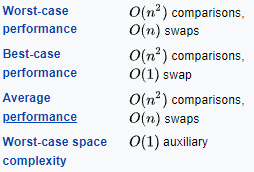 Worst-case performance O(n²) comparisons, O(n) swaps
Best-case performance O(n²) comparisons, O(1) swap
Average performance O(n²) comparisons, O(n) swaps
Worst-case space complexity O(1) auxiliary